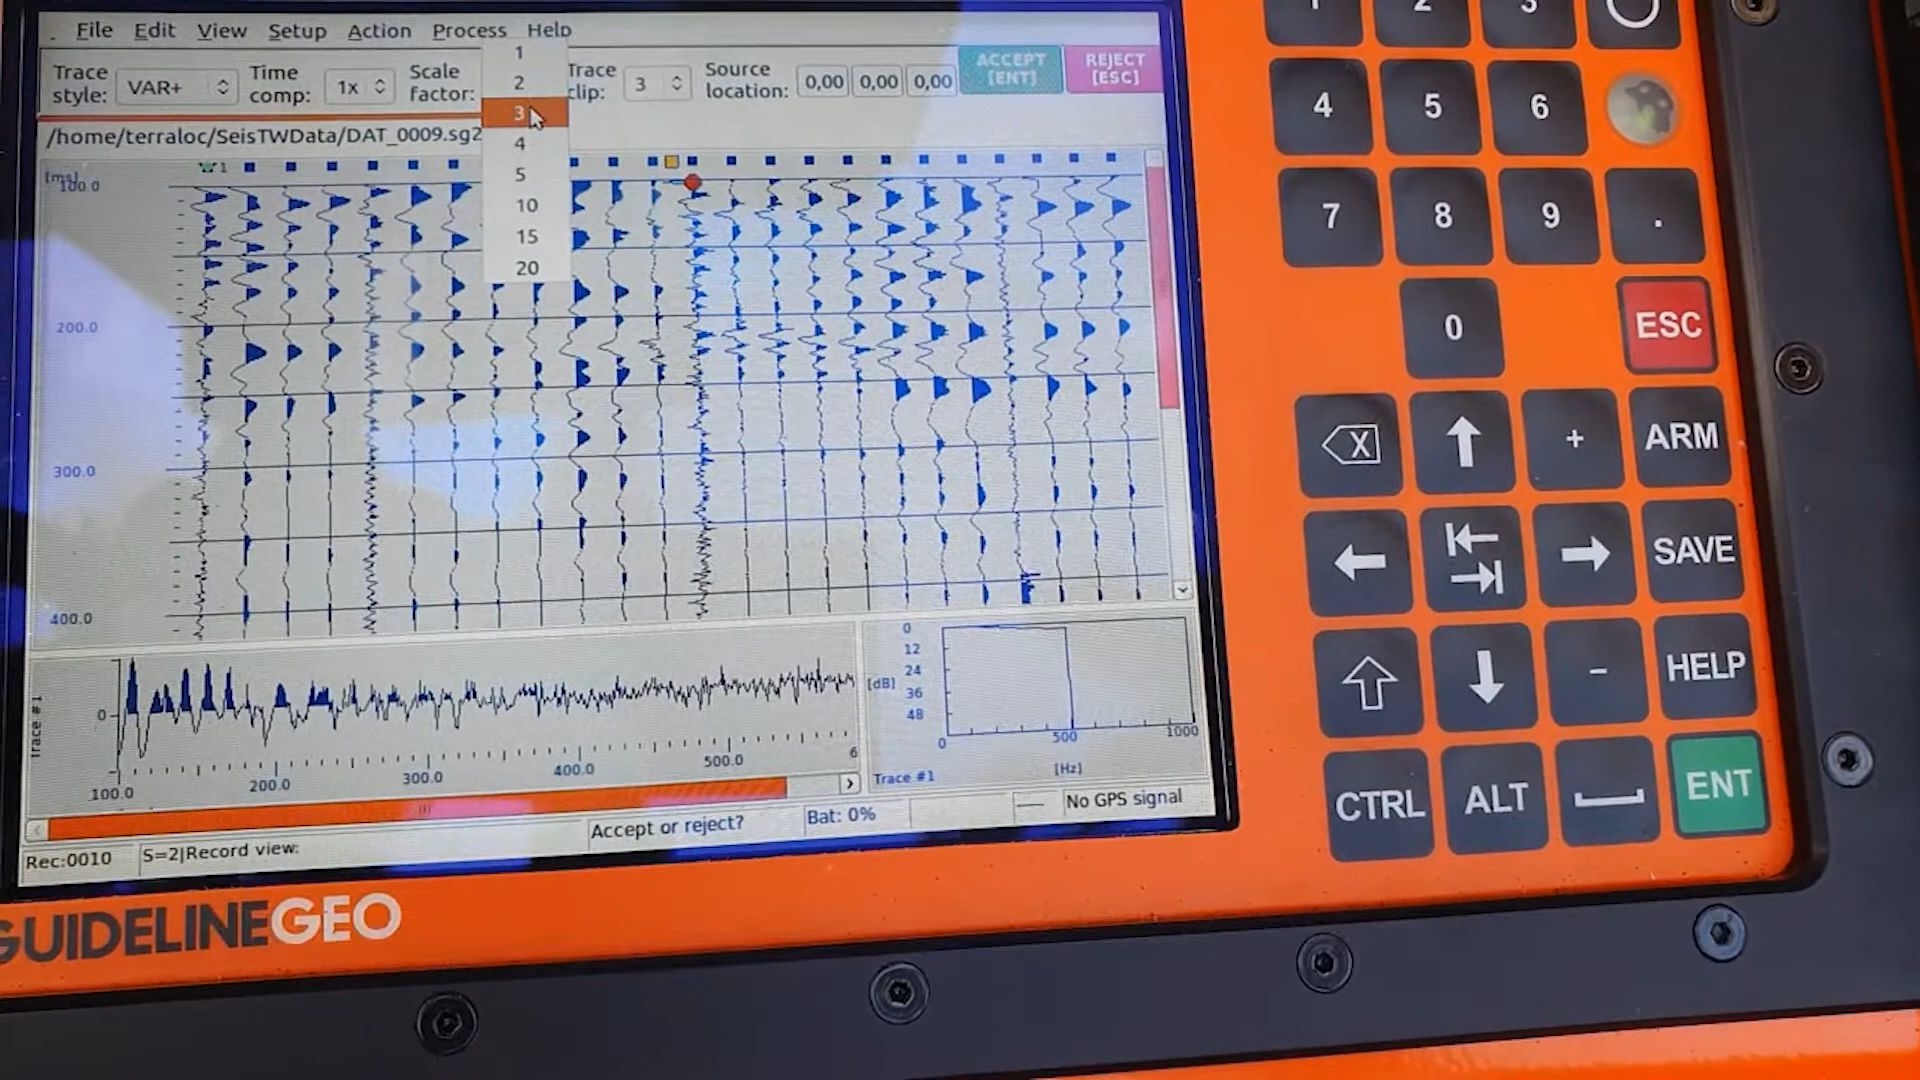 File Edit View Setup Action Process Help
Trace style: VAR+ Time comp: 1x Scale factor: Trace clip: 3 Source location: 0,00 0,00 0,00 ACCEPT [ENT] REJECT [ESC]
1
2
3
4
5
10
15
20
/home/terraloc/SeisTWData/DAT_0009.sg2
1
[ms]
100.0
200.0
300.0
400.0
Trace #1
0
100.0 200.0 300.0 400.0 500.0 6
0
12
24
36
48
[dB]
0 500 1000
[Hz]
Trace #1
Rec:0010 S=2|Record view: Accept or reject? Bat: 0% No GPS signal
GUIDELINEGEO
1 2 3
4 5 6
7 8 9 .
0 ESC
X + ARM
SAVE
- HELP
CTRL ALT ENT